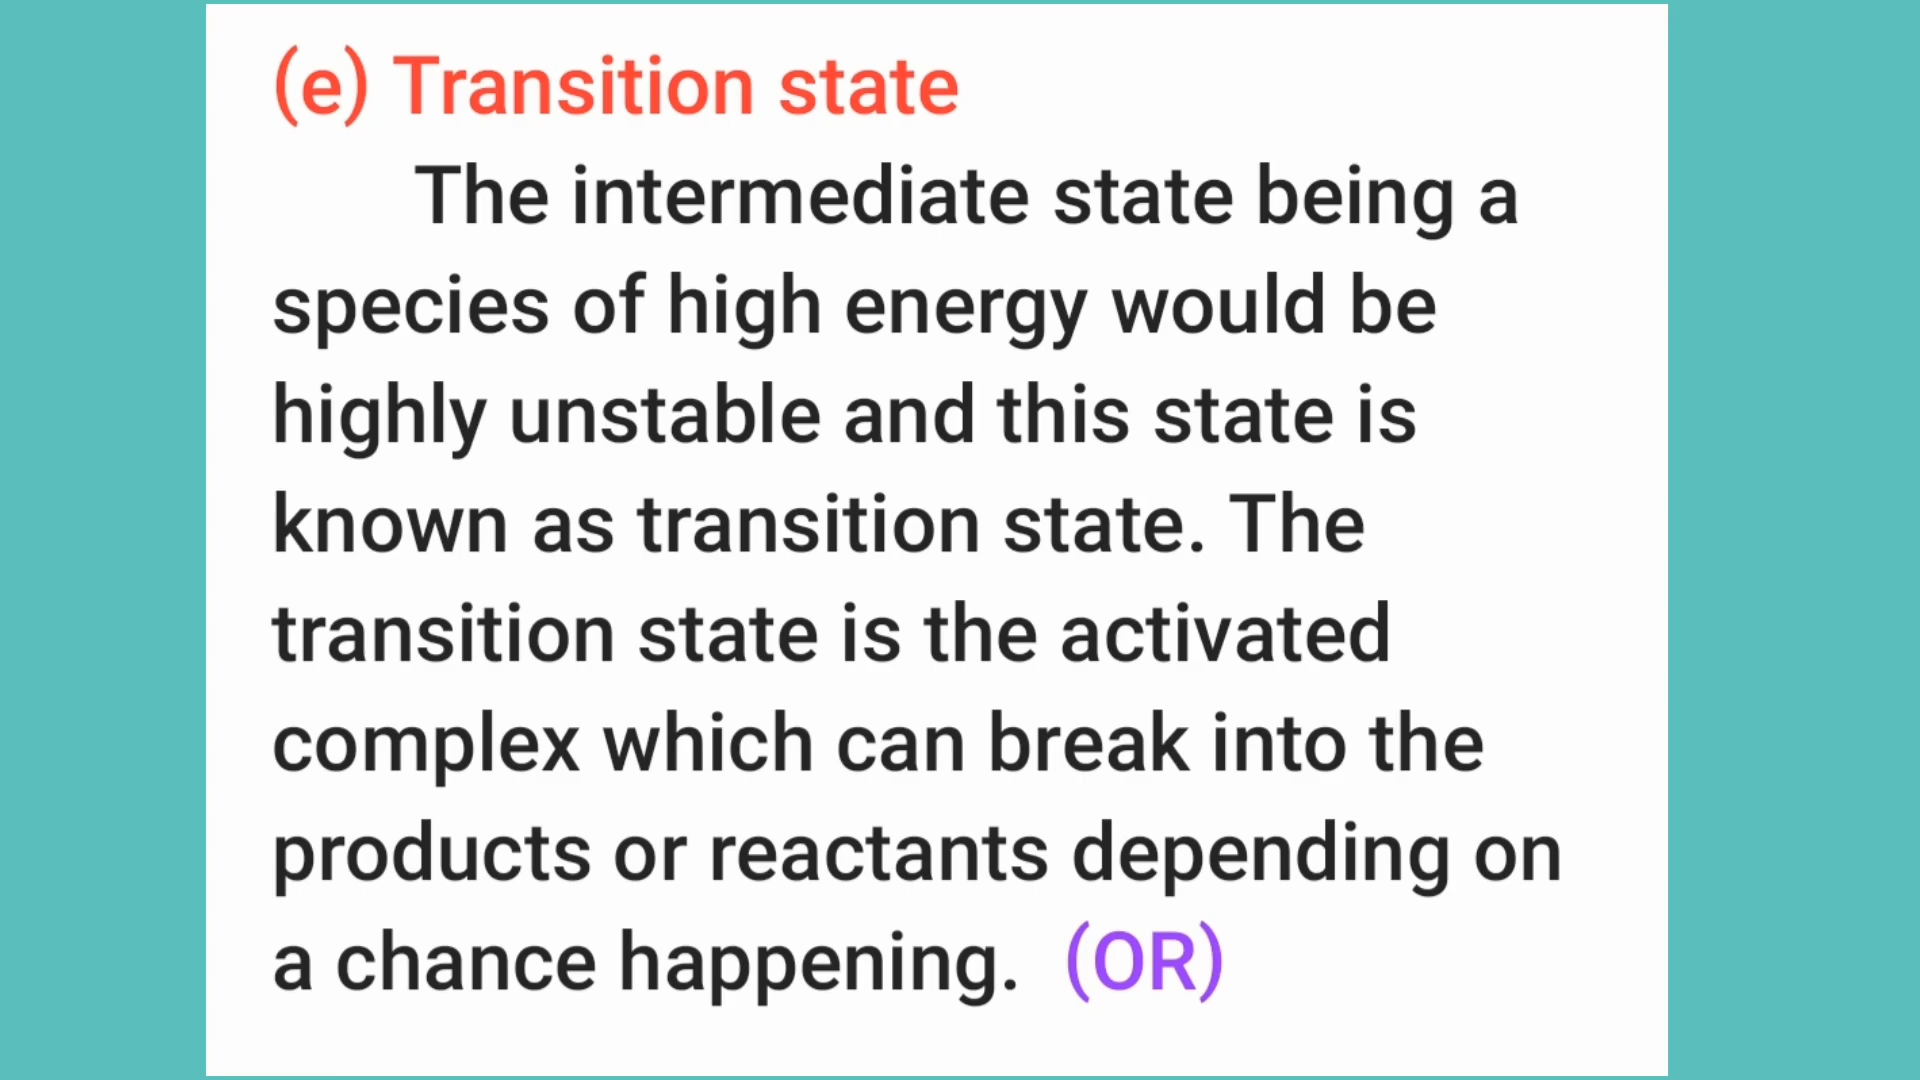 (e) Transition state
The intermediate state being a
species of high energy would be
highly unstable and this state is
known as transition state. The
transition state is the activated
complex which can break into the
products or reactants depending on
a chance happening. (OR)